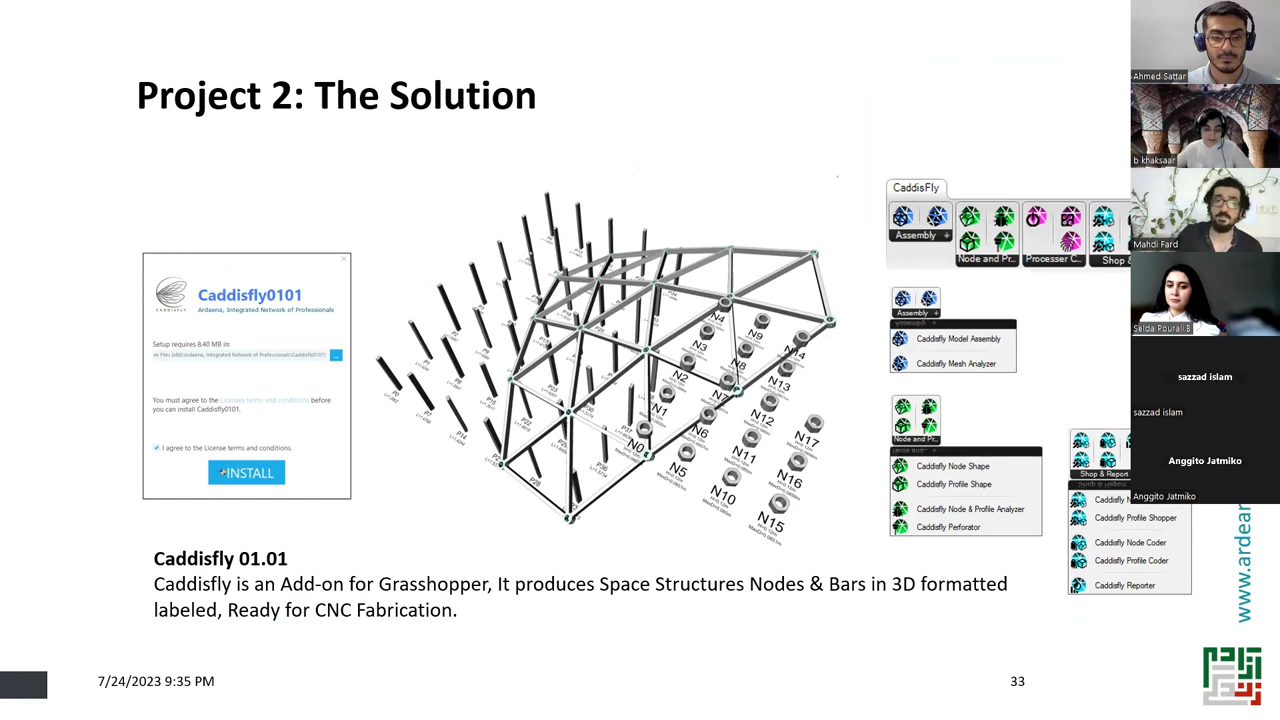 Project 2: The Solution
Caddisfly0101
Ardaena, Integrated Network of Professionals
CADDISFLY
Setup requires 8.40 MB in:
You must agree to the Licenses terms and conditions before
you can install Caddisfly0101.
I agree to the License terms and conditions.
INSTALL
N4
N9
N14
N3
N8
N13
N2
N7
N12
N17
N1
N6
N11
N16
N0
N5
N10
N15
CaddisFly
Assembly
Node and Pr...
Processer C...
Shop &
Assembly
Caddisfly Model Assembly
Caddisfly Mesh Analyzer
Node and Pr...
Caddisfly Node Shape
Caddisfly Profile Shape
Caddisfly Node & Profile Analyzer
Caddisfly Perforator
Shop & Report
Caddisfly N
Caddisfly Profile Shopper
Caddisfly Node Coder
Caddisfly Profile Coder
Caddisfly Reporter
Caddisfly 01.01
Caddisfly is an Add-on for Grasshopper, It produces Space Structures Nodes & Bars in 3D formatted
labeled, Ready for CNC Fabrication.
7/24/2023 9:35 PM
33
www.ardear
Ahmed Sattar
b khaksaar
Mahdi Fard
Selda Pourali B
sazzad islam
sazzad islam
Anggito Jatmiko
Anggito Jatmiko